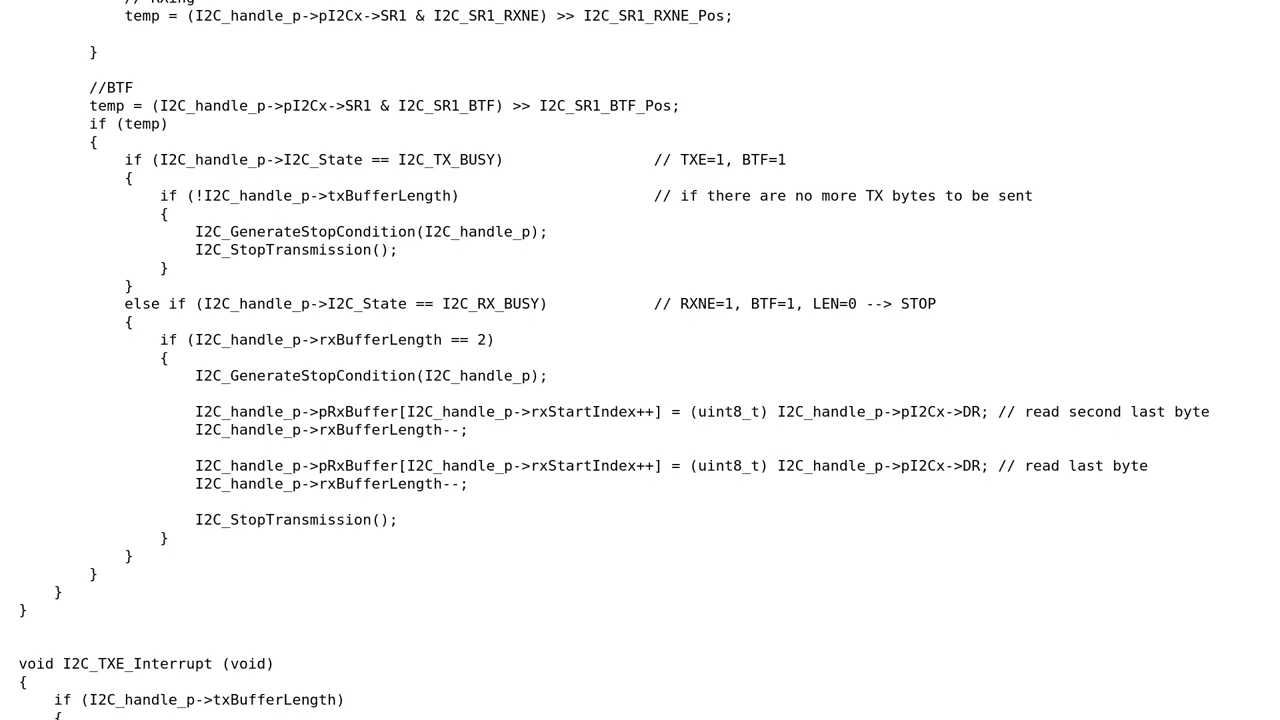 // RXing
temp = (I2C_handle_p->pI2Cx->SR1 & I2C_SR1_RXNE) >> I2C_SR1_RXNE_Pos;
}
//BTF
temp = (I2C_handle_p->pI2Cx->SR1 & I2C_SR1_BTF) >> I2C_SR1_BTF_Pos;
if (temp)
{
if (I2C_handle_p->I2C_State == I2C_TX_BUSY) // TXE=1, BTF=1
{
if (!I2C_handle_p->txBufferLength) // if there are no more TX bytes to be sent
{
I2C_GenerateStopCondition(I2C_handle_p);
I2C_StopTransmission();
}
}
else if (I2C_handle_p->I2C_State == I2C_RX_BUSY) // RXNE=1, BTF=1, LEN=0 --> STOP
{
if (I2C_handle_p->rxBufferLength == 2)
{
I2C_GenerateStopCondition(I2C_handle_p);
I2C_handle_p->pRxBuffer[I2C_handle_p->rxStartIndex++] = (uint8_t) I2C_handle_p->pI2Cx->DR; // read second last byte
I2C_handle_p->rxBufferLength--;
I2C_handle_p->pRxBuffer[I2C_handle_p->rxStartIndex++] = (uint8_t) I2C_handle_p->pI2Cx->DR; // read last byte
I2C_handle_p->rxBufferLength--;
I2C_StopTransmission();
}
}
}
}
}
void I2C_TXE_Interrupt (void)
{
if (I2C_handle_p->txBufferLength)
{